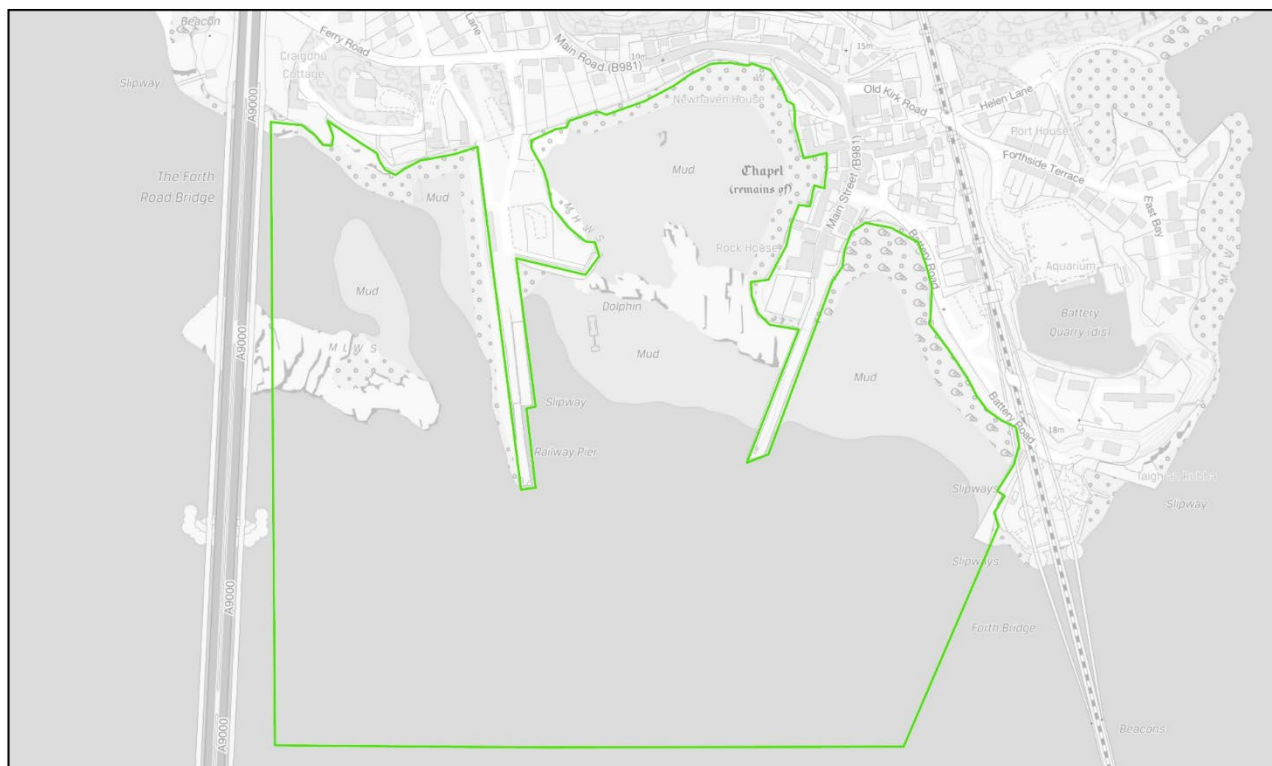 Beacon
Ferry Road
Lane
Main Road (B981)
10m
15m
Slipway
Craigdhu
Cottage
A9000
Newhaven House
W
Old Kirk Road
Helen Lane
Port House
Forthside Terrace
The Forth
Road Bridge
Mud
Mud
Chapel
(remains of)
Main Street (B981)
East Bay
M H W S
Rock House
Battery Road
Aquarium
Mud
Dolphin
Battery
Quarry (dis)
A9000
M L W S
Mud
Mud
Slipway
Battery Road
18m
Railway Pier
Slipways
Slipway
Slipways
A9000
Forth Bridge
A9000
Beacons